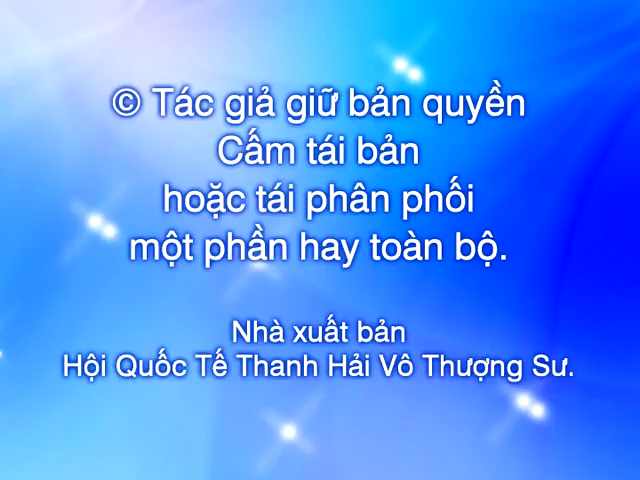 © Tác giả giữ bản quyền
Cấm tái bản
hoặc tái phân phối
một phần hay toàn bộ.
Nhà xuất bản
Hội Quốc Tế Thanh Hải Vô Thượng Sư.